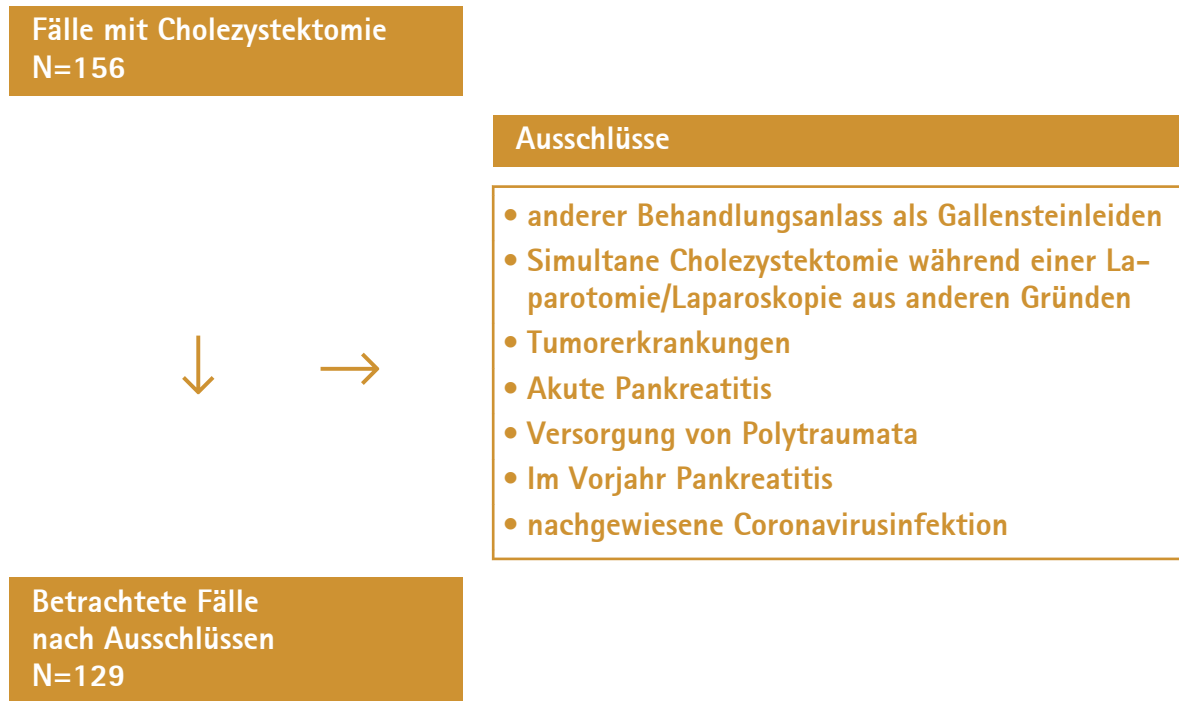 Fälle mit Cholezystektomie
N=156
Ausschlüsse
• anderer Behandlungsanlass als Gallensteinleiden
• Simultane Cholezystektomie während einer La-
parotomie/Laparoskopie aus anderen Gründen
• Tumorerkrankungen
• Akute Pankreatitis
• Versorgung von Polytraumata
• Im Vorjahr Pankreatitis
• nachgewiesene Coronavirusinfektion
Betrachtete Fälle
nach Ausschlüssen
N=129